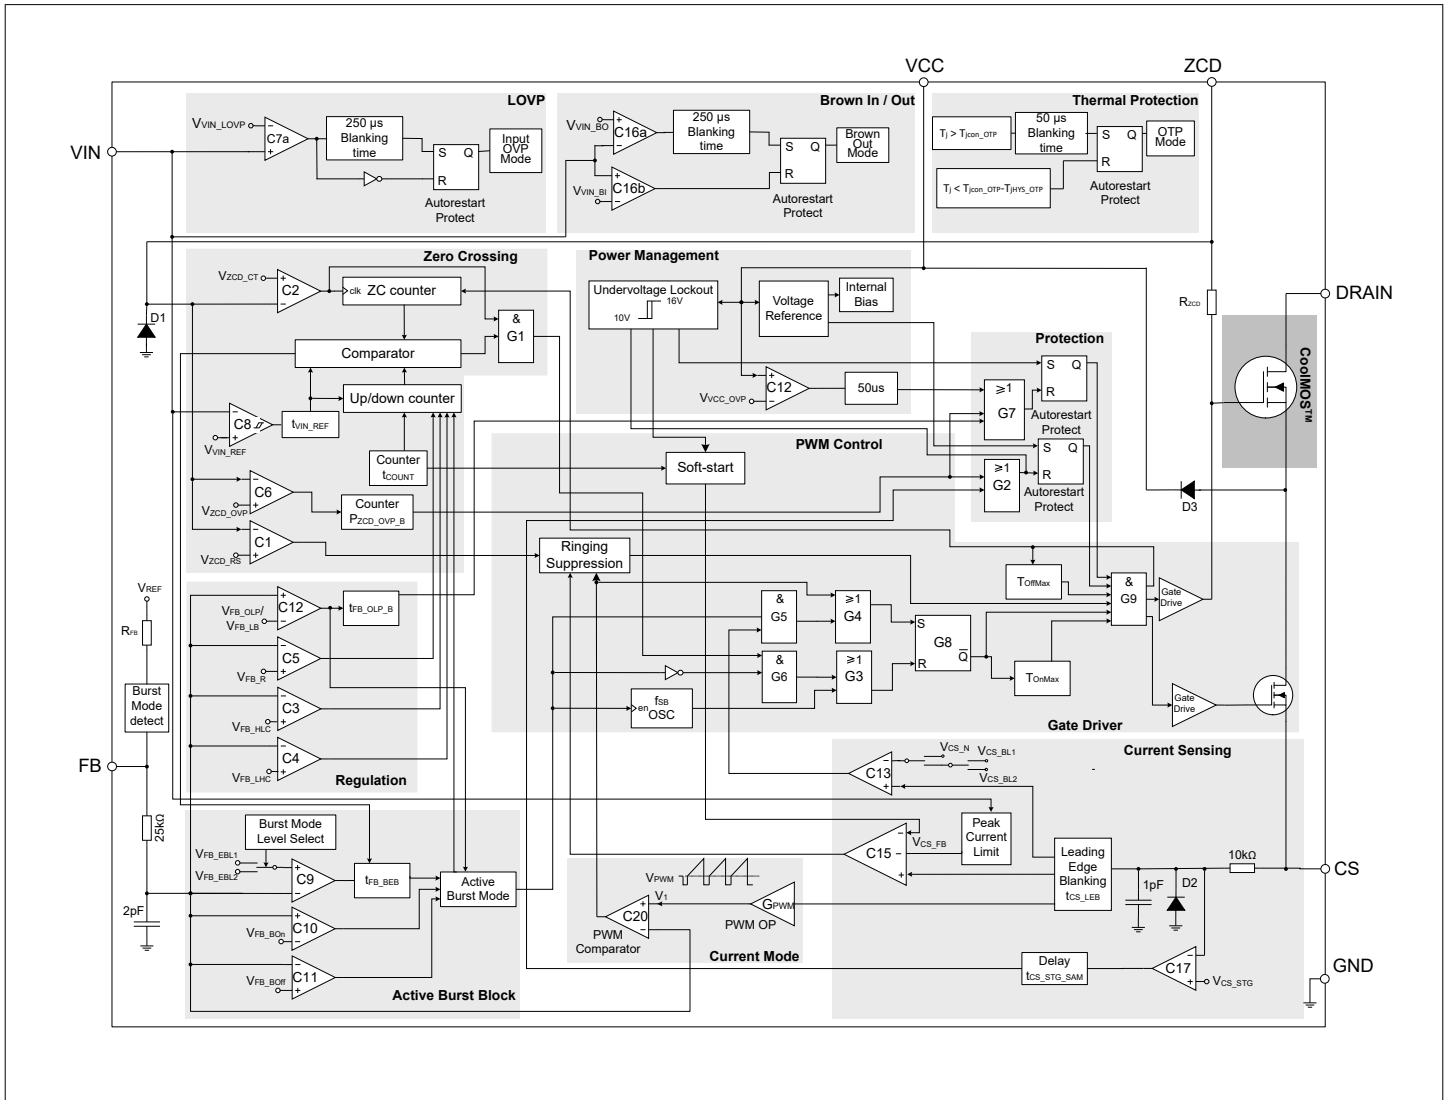 VCC
ZCD
LOVP
Brown In / Out
Thermal Protection
VIN
VVIN_LOVP
−
+
C7a
250 µs
Blanking
time
S
Q
R
Input
OVP
Mode
Autorestart
Protect
VVIN_BO
+
−
C16a
250 µs
Blanking
time
S
Q
R
Brown
Out
Mode
VVIN_BI
C16b
+
−
Autorestart
Protect
Tj > Tjcon_OTP
50 µs
Blanking
time
S
Q
R
OTP
Mode
Tj < Tjcon_OTP-TjHYS_OTP
Autorestart
Protect
Zero Crossing
VZCD_CT
+
−
C2
clk
ZC counter
&
G1
D1
Comparator
Up/down counter
−
+
C8
VVIN_REF
tVIN_REF
Counter
tCOUNT
−
+
C6
VZCD_OVP
Counter
PZCD_OVP_B
−
+
C1
VZCD_RS
Power Management
Undervoltage Lockout
16V
10V
Voltage
Reference
Internal
Bias
+
−
C12
VVCC_OVP
50us
Protection
S
Q
R
≥1
G7
Autorestart
Protect
S
Q
R
≥1
G2
Autorestart
Protect
RZCD
DRAIN
CoolMOS™
D3
PWM Control
Soft-start
Ringing
Suppression
&
G5
≥1
G4
&
G6
≥1
G3
S
R
G8
Q
fSB
OSC
en
TOffMax
TOnMax
&
G9
Gate
Drive
Gate
Drive
Gate Driver
VREF
RFB
Burst
Mode
detect
FB
25kΩ
2pF
VFB_OLP/
VFB_LB
+
−
C12
tFB_OLP_B
−
+
C5
VFB_R
−
+
C3
VFB_HLC
−
+
C4
VFB_LHC
Regulation
Burst Mode
Level Select
VFB_EBL1
VFB_EBL2
+
−
C9
tFB_BEB
Active
Burst Mode
+
−
C10
VFB_BOn
−
+
C11
VFB_BOff
Active Burst Block
VPWM
V1
+
−
C20
GPWM
PWM OP
PWM
Comparator
Current Mode
Current Sensing
VCS_N
VCS_BL1
VCS_BL2
−
+
C13
-
Peak
Current
Limit
VCS_FB
−
−
+
C15
Leading
Edge
Blanking
tCS_LEB
1pF
D2
10kΩ
CS
Delay
tCS_STG_SAM
−
+
C17
VCS_STG
GND